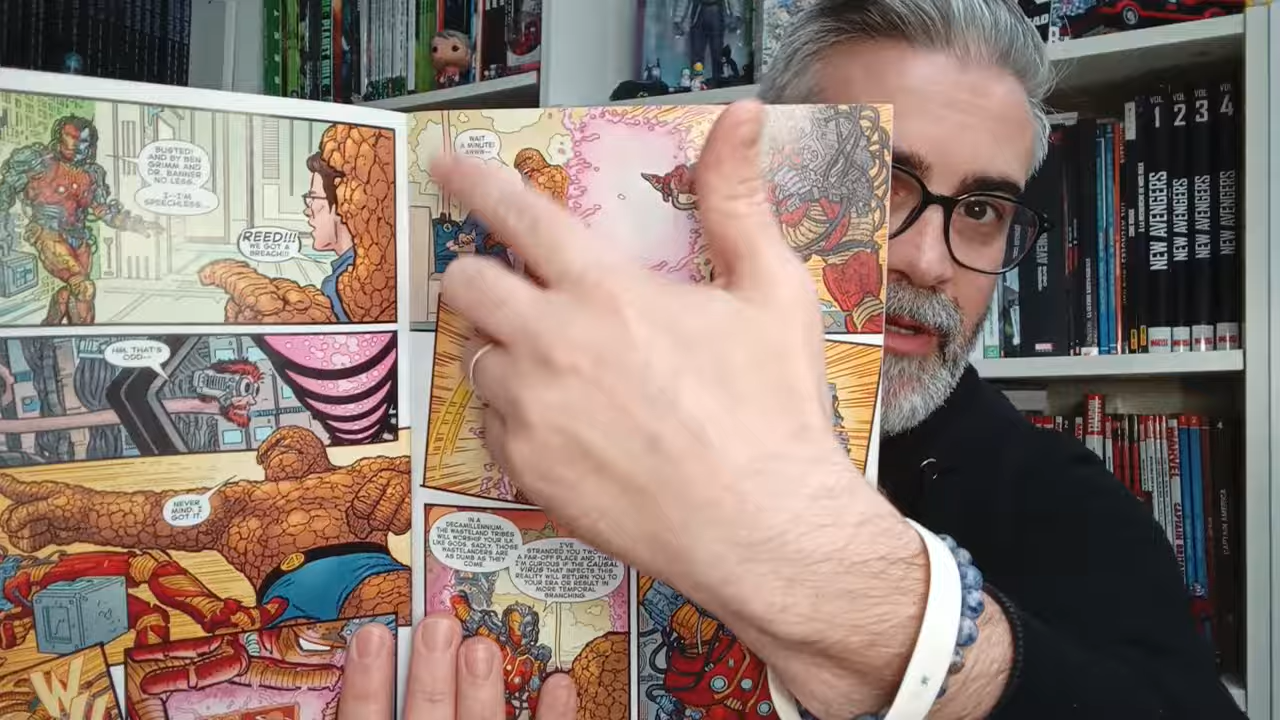 BUSTED!
AND BY BEN
GRIMM AND
DR. BANNER
NO LESS.
I--I'M
SPEECHLESS...
REED!!!
WE GOT A
BREACH!!!
HM, THAT'S
ODD--
NEVER
MIND. I
GOT IT.
WAIT
A MINUTE!
IN A
DECAMILLENNIUM,
THE WASTELAND TRIBES
WILL WORSHIP YOUR ILK
LIKE GODS. SADLY, THOSE
WASTELANDERS ARE
AS DUMB AS THEY
COME.
I'VE
STRANDED YOU TWO
A FAR-OFF PLACE AND TIME
I'M CURIOUS IF THE CAUSAL
VIRUS THAT INFECTS THIS
REALITY WILL RETURN YOU TO
YOUR ERA OR RESULT IN
MORE TEMPORAL
BRANCHING.
VOL 1
NEW AVENGERS
VOL 2
NEW AVENGERS
VOL 3
NEW AVENGERS
VOL 4
NEW AVENGERS
CAPTAIN AMERICA